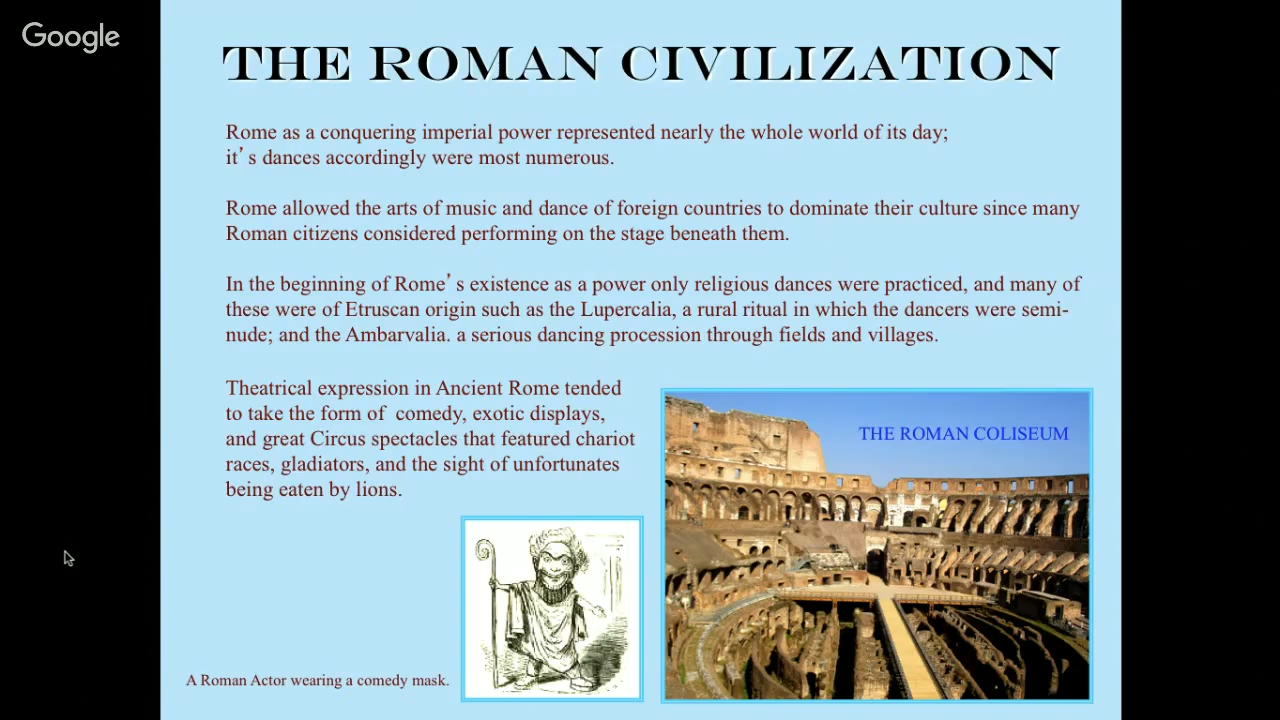 Google
THE ROMAN CIVILIZATION
Rome as a conquering imperial power represented nearly the whole world of its day;
it’s dances accordingly were most numerous.
Rome allowed the arts of music and dance of foreign countries to dominate their culture since many
Roman citizens considered performing on the stage beneath them.
In the beginning of Rome’s existence as a power only religious dances were practiced, and many of
these were of Etruscan origin such as the Lupercalia, a rural ritual in which the dancers were semi-
nude; and the Ambarvalia. a serious dancing procession through fields and villages.
Theatrical expression in Ancient Rome tended
to take the form of comedy, exotic displays,
and great Circus spectacles that featured chariot
races, gladiators, and the sight of unfortunates
being eaten by lions.
THE ROMAN COLISEUM
A Roman Actor wearing a comedy mask.